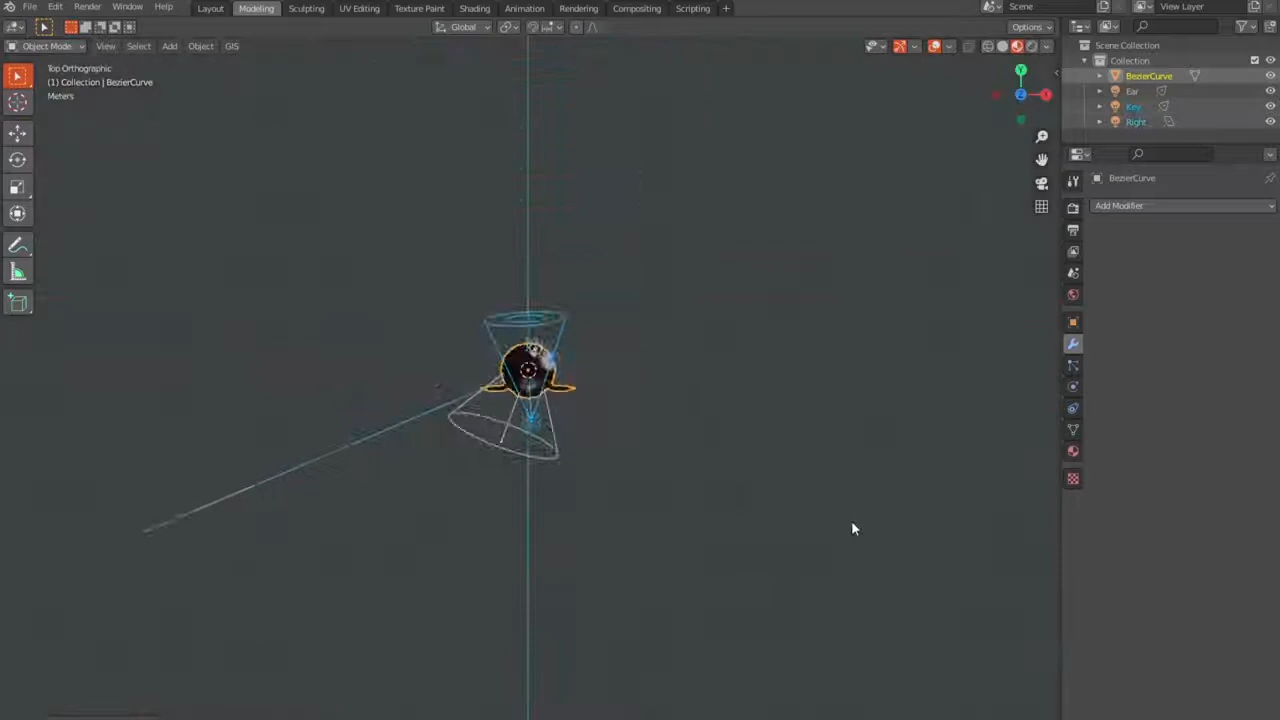 File Edit Render Window Help Layout Modeling Sculpting UV Editing Texture Paint Shading Animation Rendering Compositing Scripting + Scene View Layer
Global Options
Object Mode View Select Add Object GIS
Top Orthographic
(1) Collection | BezierCurve
Meters
Y
Z X
Scene Collection
Collection
BezierCurve
Ear
Key
Right
BezierCurve
Add Modifier